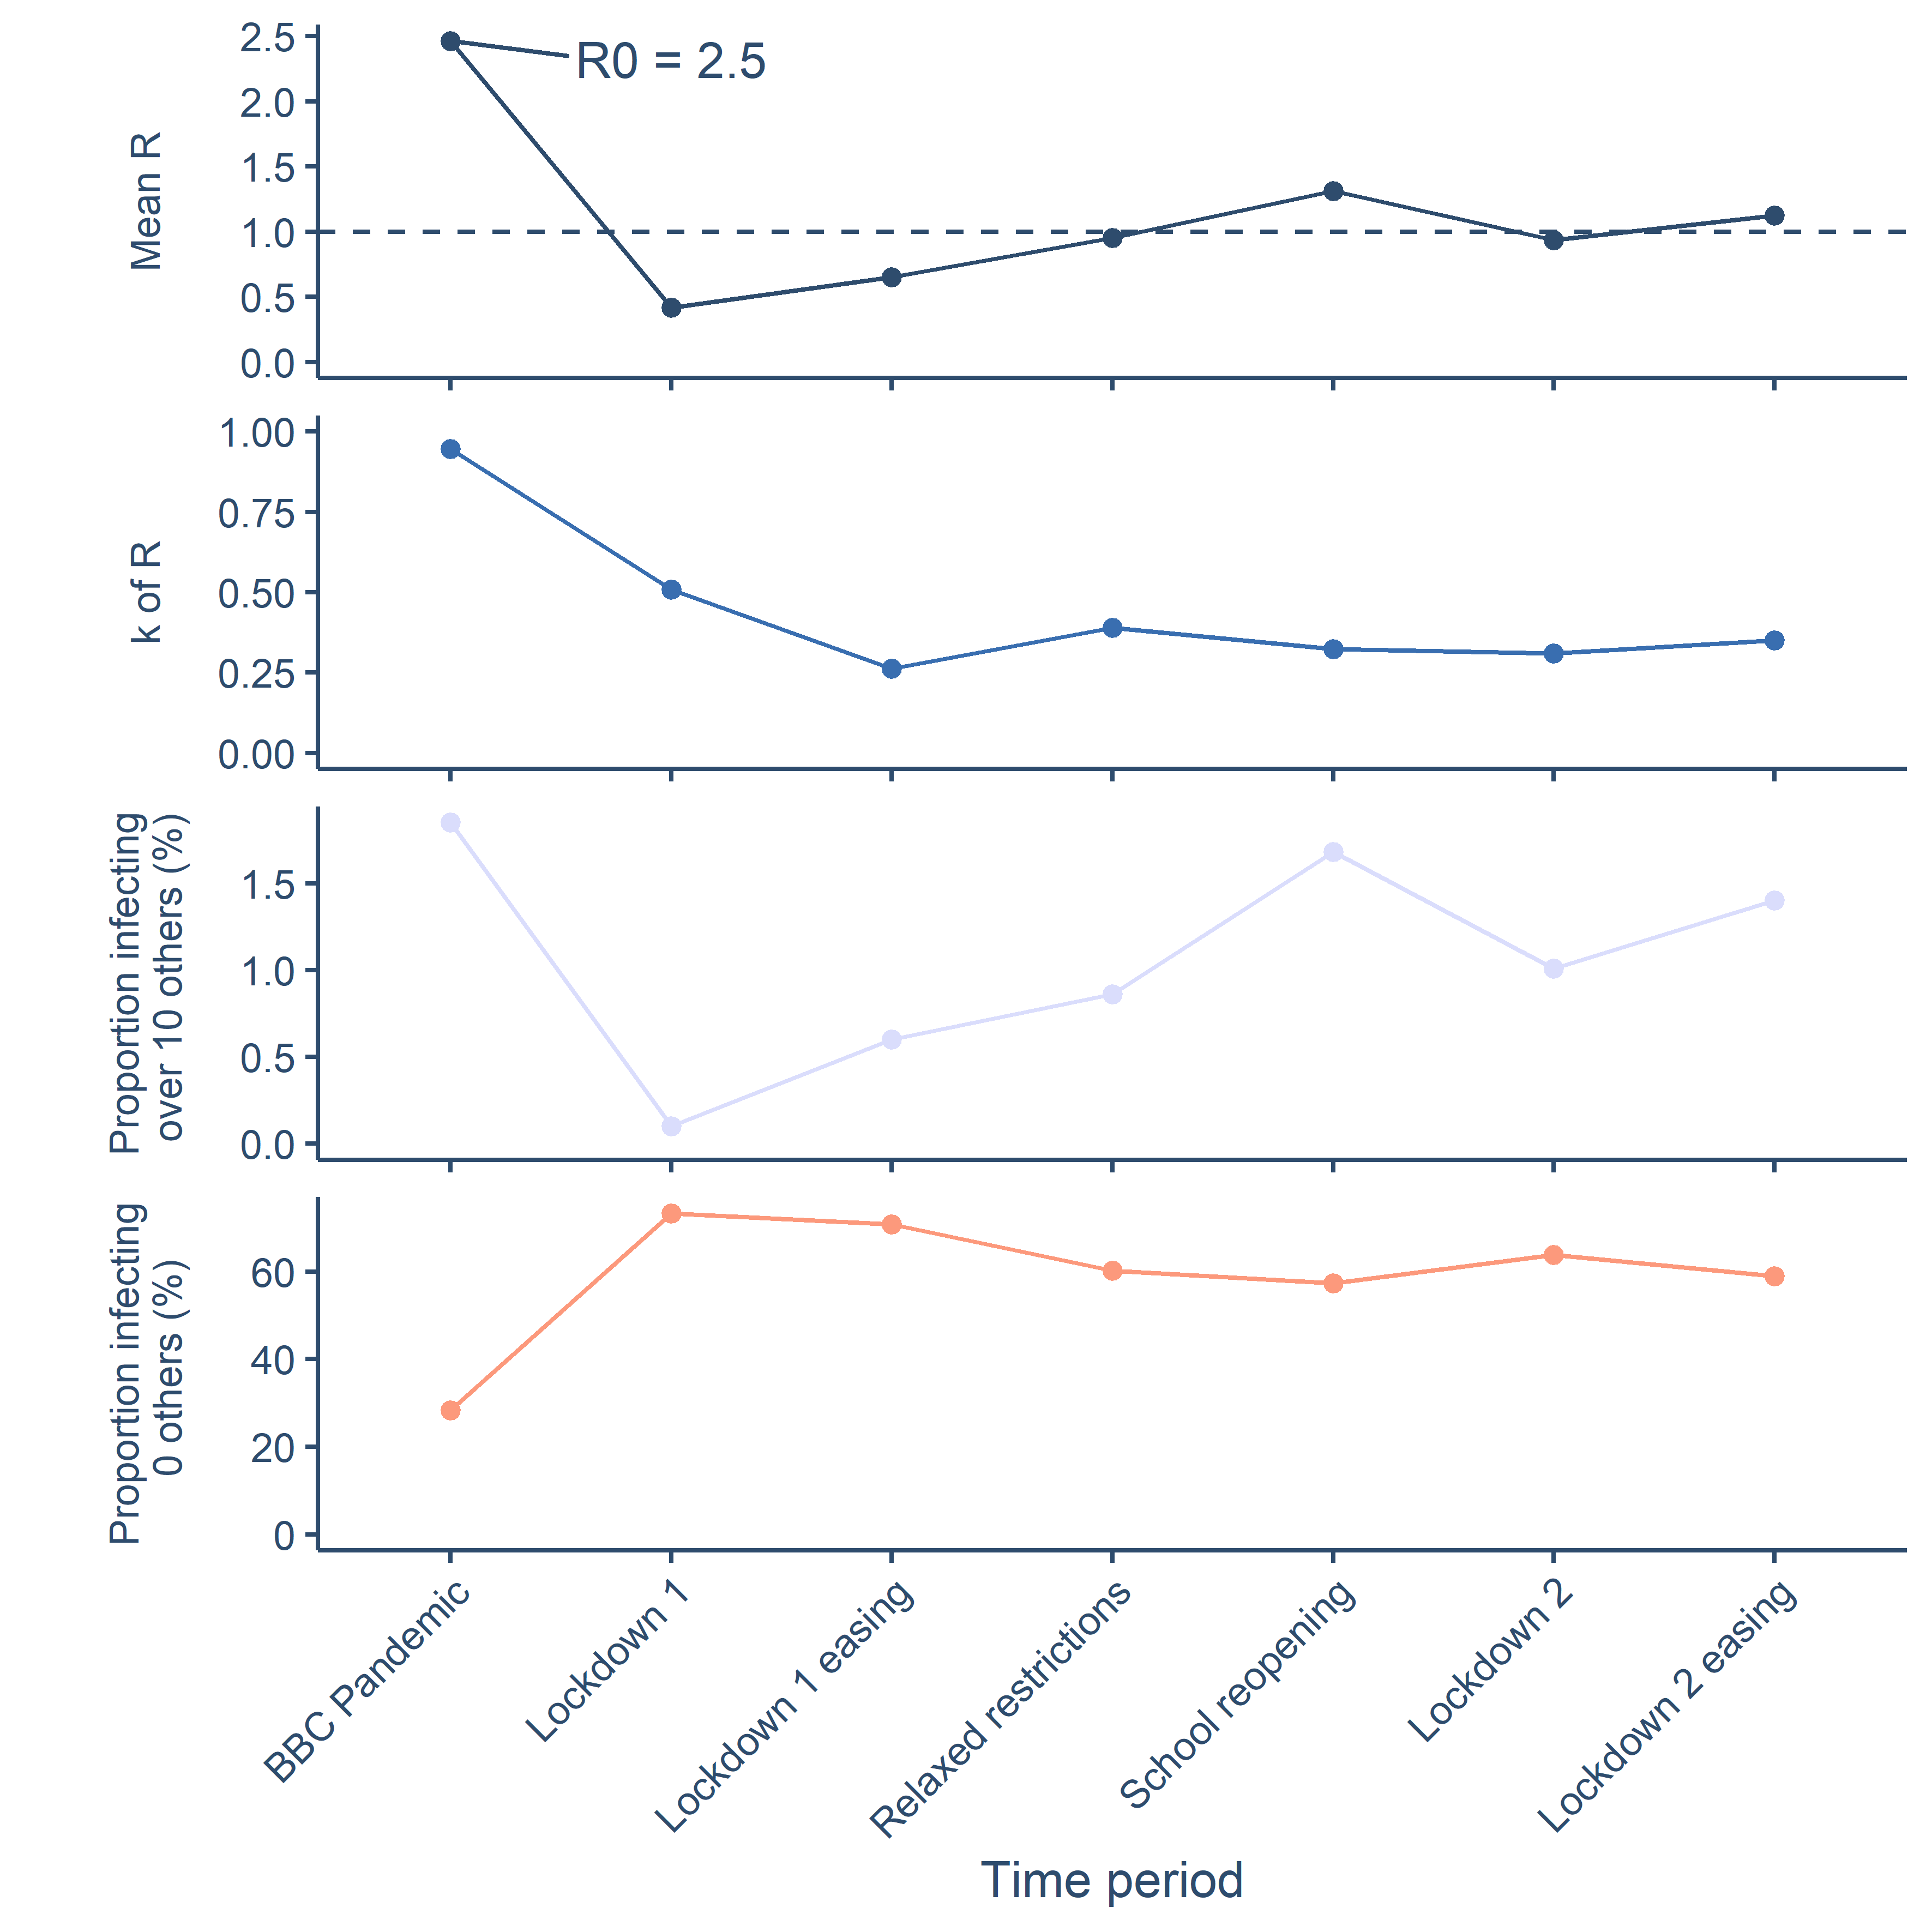 2.5
2.0
1.5
1.0
0.5
0.0
Mean R
R0 = 2.5
1.00
0.75
0.50
0.25
0.00
k of R
1.5
1.0
0.5
0.0
Proportion infecting
over 10 others (%)
60
40
20
0
Proportion infecting
0 others (%)
BBC Pandemic
Lockdown 1
Lockdown 1 easing
Relaxed restrictions
School reopening
Lockdown 2
Lockdown 2 easing
Time period